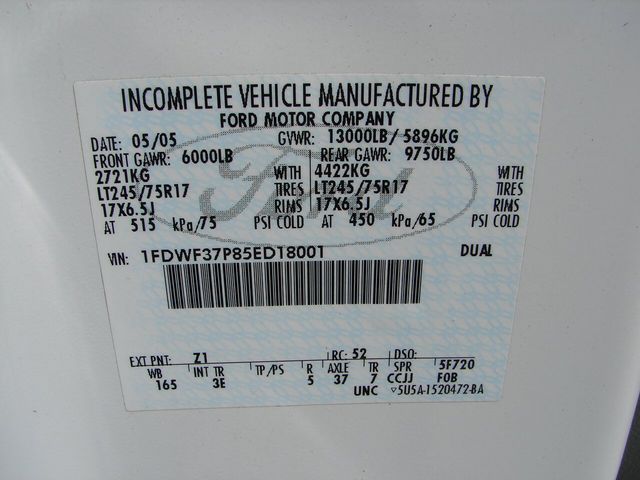 INCOMPLETE VEHICLE MANUFACTURED BY
FORD MOTOR COMPANY
DATE: 05/05 GVWR: 13000LB/ 5896KG
FRONT GAWR: 6000LB REAR GAWR: 9750LB
2721KG WITH 4422KG WITH
LT245/75R17 TIRES LT245/75R17 TIRES
17X6.5J RIMS 17X6.5J RIMS
AT 515 kPa/75 PSI COLD AT 450 kPa/65 PSI COLD
VIN: 1FDWF37P85ED18001 DUAL
EXT PNT: Z1 RC: 52 DSO:
WB INT TR TP/PS R AXLE TR SPR 5F720
165 3E 5 37 7 CCJJ FOB
UNC ▽5U5A-1520472-BA
Ford